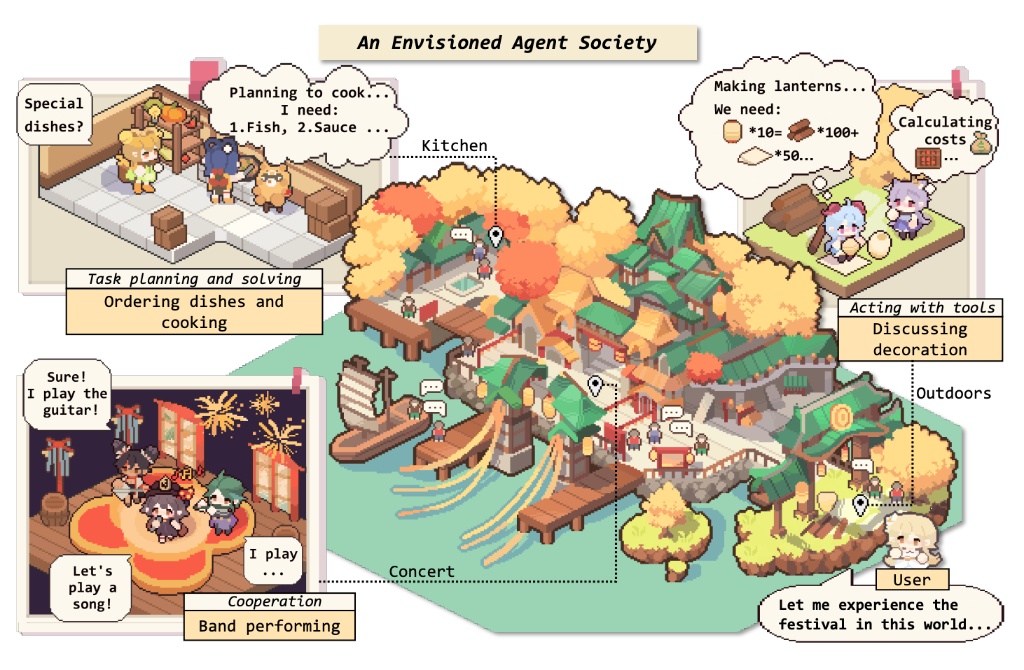 An Envisioned Agent Society
Special
dishes?
Planning to cook...
I need:
1.Fish, 2.Sauce ...
Kitchen
Task planning and solving
Ordering dishes and
cooking
Making lanterns...
We need:
*10= *100+
*50...
Calculating
costs
...
Acting with tools
Discussing
decoration
Outdoors
Sure!
I play the
guitar!
Let's
play a
song!
I play
...
Concert
Cooperation
Band performing
User
Let me experience the
festival in this world...